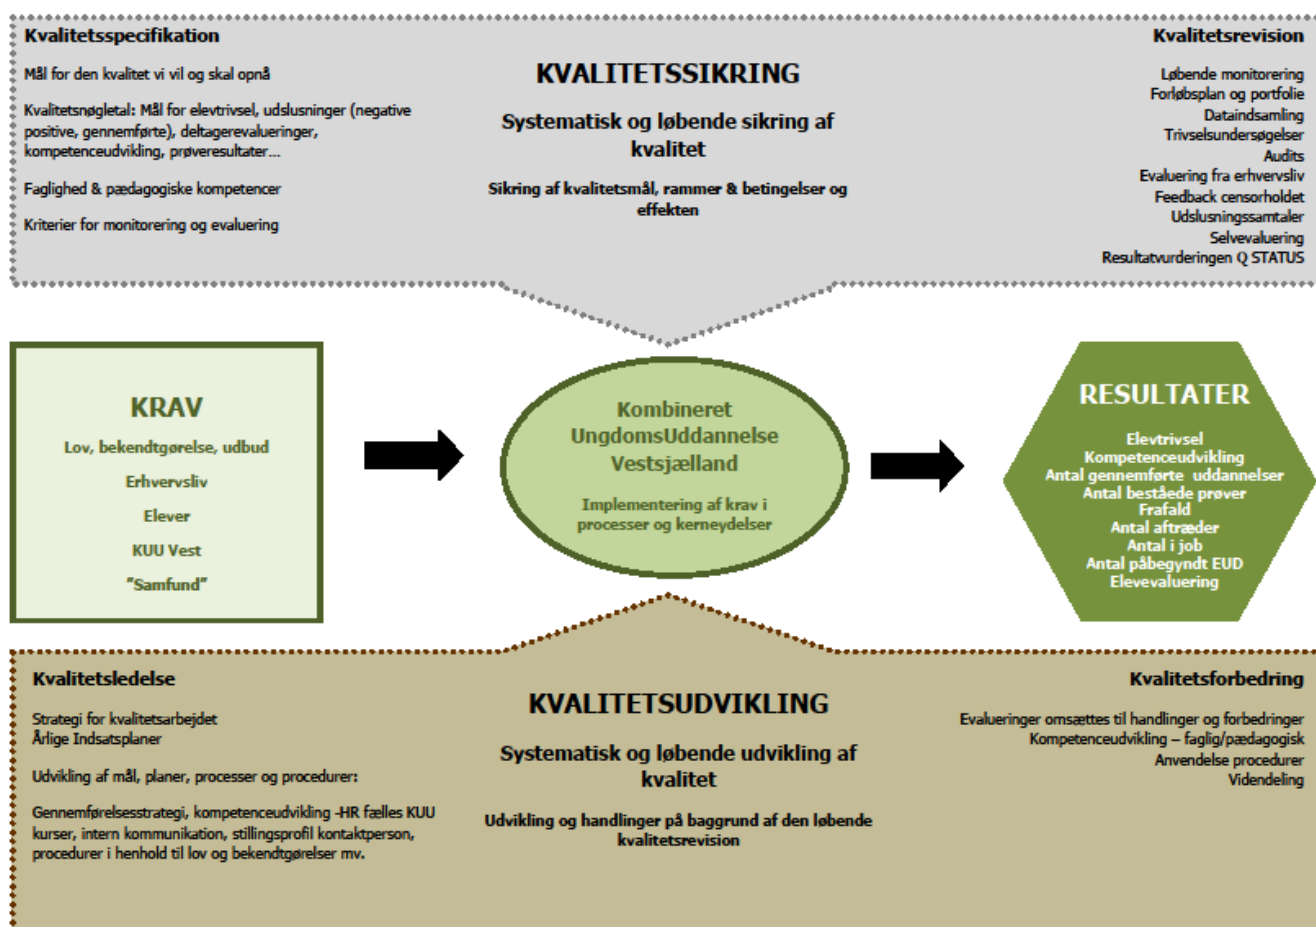 Kvalitetsspecifikation
Mål for den kvalitet vi vil og skal opnå
Kvalitetsnøgletal: Mål for elevtrivsel, udslusninger (negative
positive, gennemførte), deltagerevalueringer,
kompetenceudvikling, prøveresultater...
Faglighed & pædagogiske kompetencer
Kriterier for monitorering og evaluering
KVALITETSSIKRING
Systematisk og løbende sikring af
kvalitet
Sikring af kvalitetsmål, rammer & betingelser og
effekten
Kvalitetsrevision
Løbende monitorering
Forløbsplan og portfolie
Dataindsamling
Trivselsundersøgelser
Audits
Evaluering fra erhvervsliv
Feedback censorholdet
Udslusningssamtaler
Selvevaluering
Resultatvurderingen Q STATUS
KRAV
Lov, bekendtgørelse, udbud
Erhvervsliv
Elever
KUU Vest
"Samfund"
Kombineret
UngdomsUddannelse
Vestsjælland
Implementering af krav i
processer og kerneydelser
RESULTATER
Elevtrivsel
Kompetenceudvikling
Antal gennemførte uddannelser
Antal beståede prøver
Frafald
Antal aftræder
Antal i job
Antal påbegyndt EUD
Elevevaluering
Kvalitetsledelse
Strategi for kvalitetsarbejdet
Årlige Indsatsplaner
Udvikling af mål, planer, processer og procedurer:
Gennemførelsesstrategi, kompetenceudvikling -HR fælles KUU
kurser, intern kommunikation, stillingsprofil kontaktperson,
procedurer i henhold til lov og bekendtgørelser mv.
KVALITETSUDVIKLING
Systematisk og løbende udvikling af
kvalitet
Udvikling og handlinger på baggrund af den løbende
kvalitetsrevision
Kvalitetsforbedring
Evalueringer omsættes til handlinger og forbedringer
Kompetenceudvikling – faglig/pædagogisk
Anvendelse procedurer
Videndeling